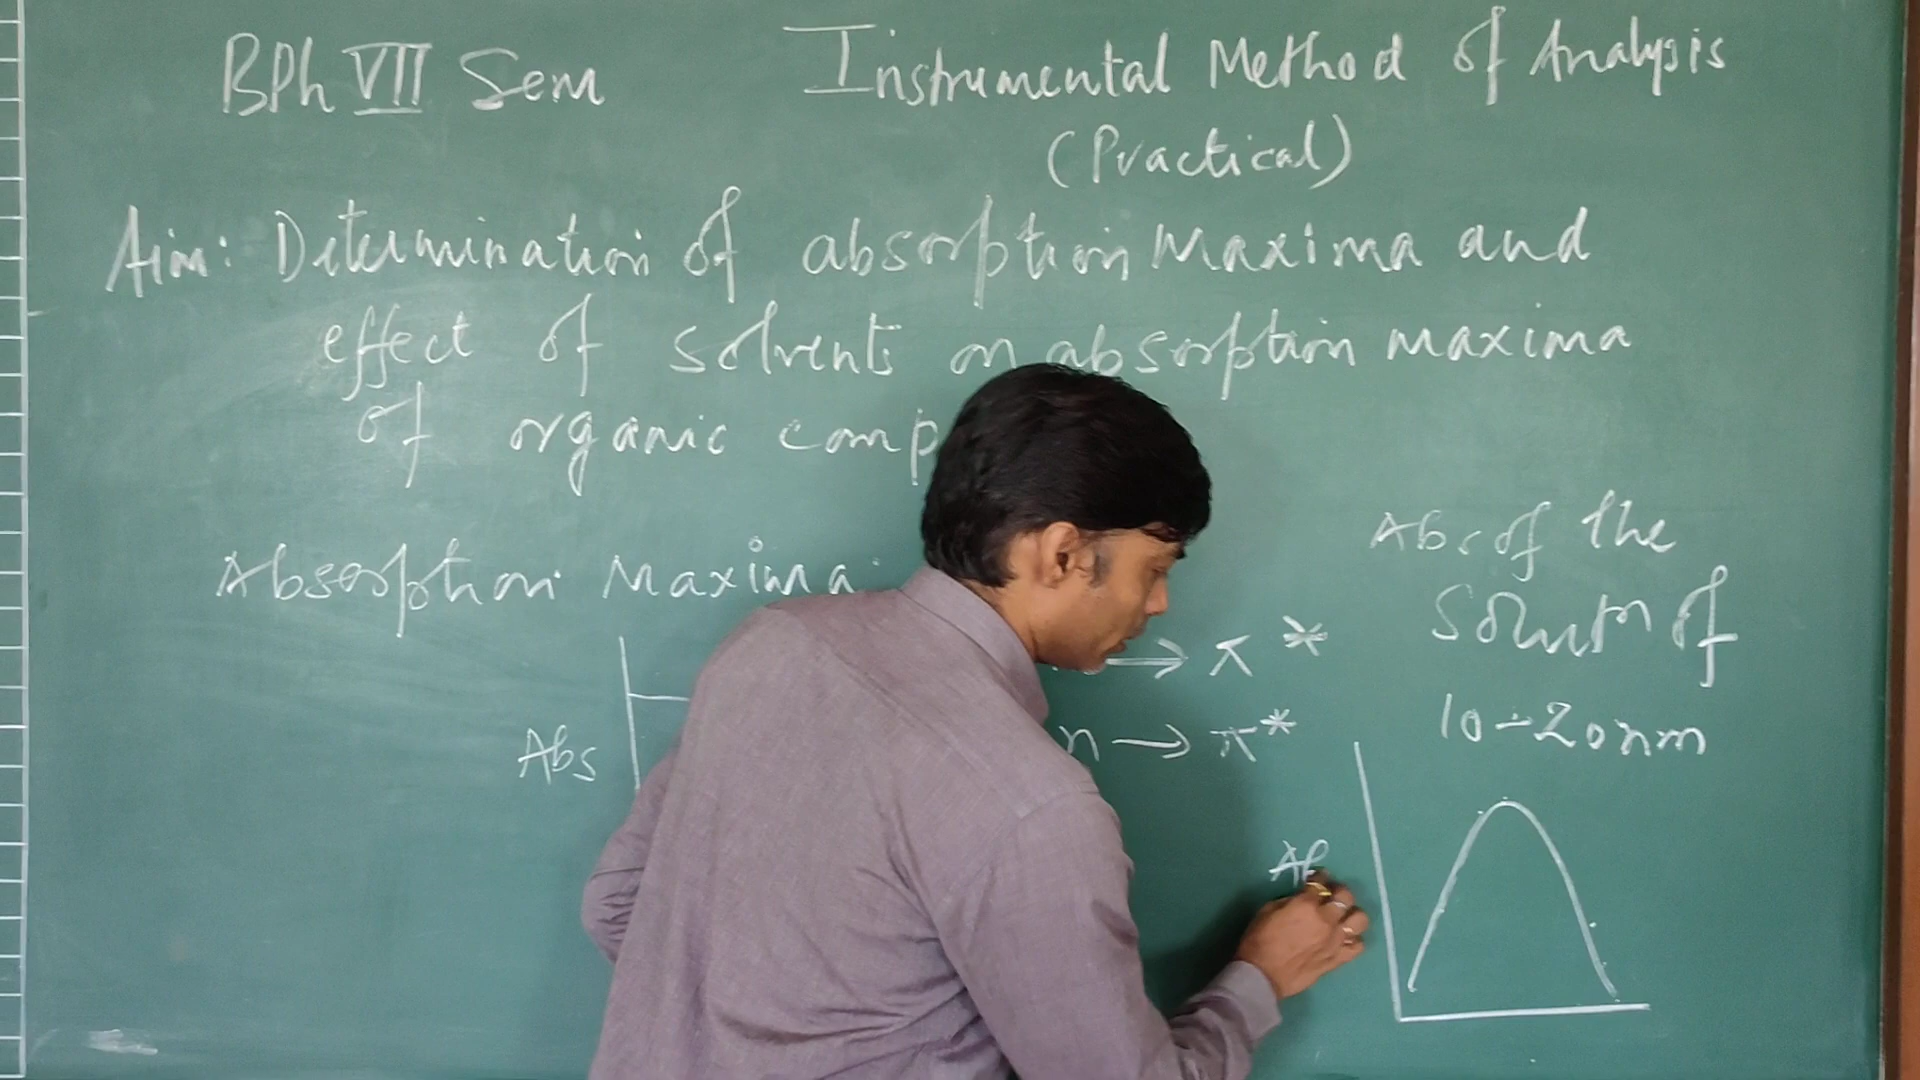 BPh VII Sem
Instrumental Method of Analysis
(Practical)
Aim: Determination of absorption Maxima and
effect of solvents on absorption maxima
of organic comp
Absorption Maxima
Abs of the
Solution of
10-20nm
→ π *
n → π*
Abs
Ab